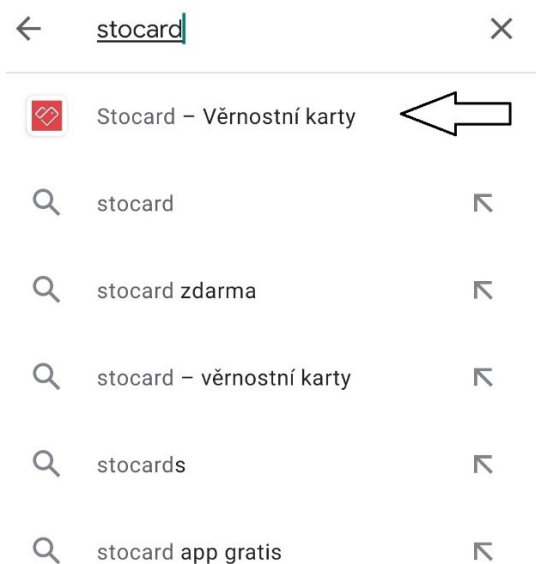 stocard
Stocard – Věrnostní karty
stocard
stocard zdarma
stocard – věrnostní karty
stocards
stocard app gratis